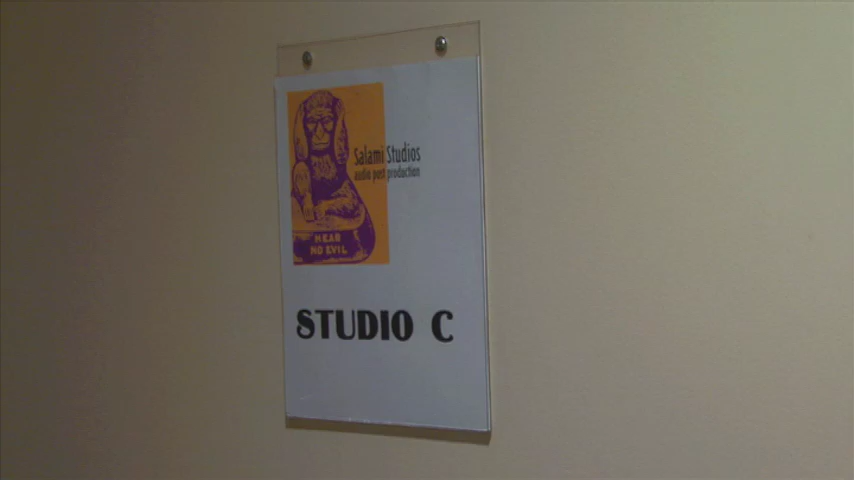 Salami Studios
audio post production
HEAR
NO EVIL
STUDIO C